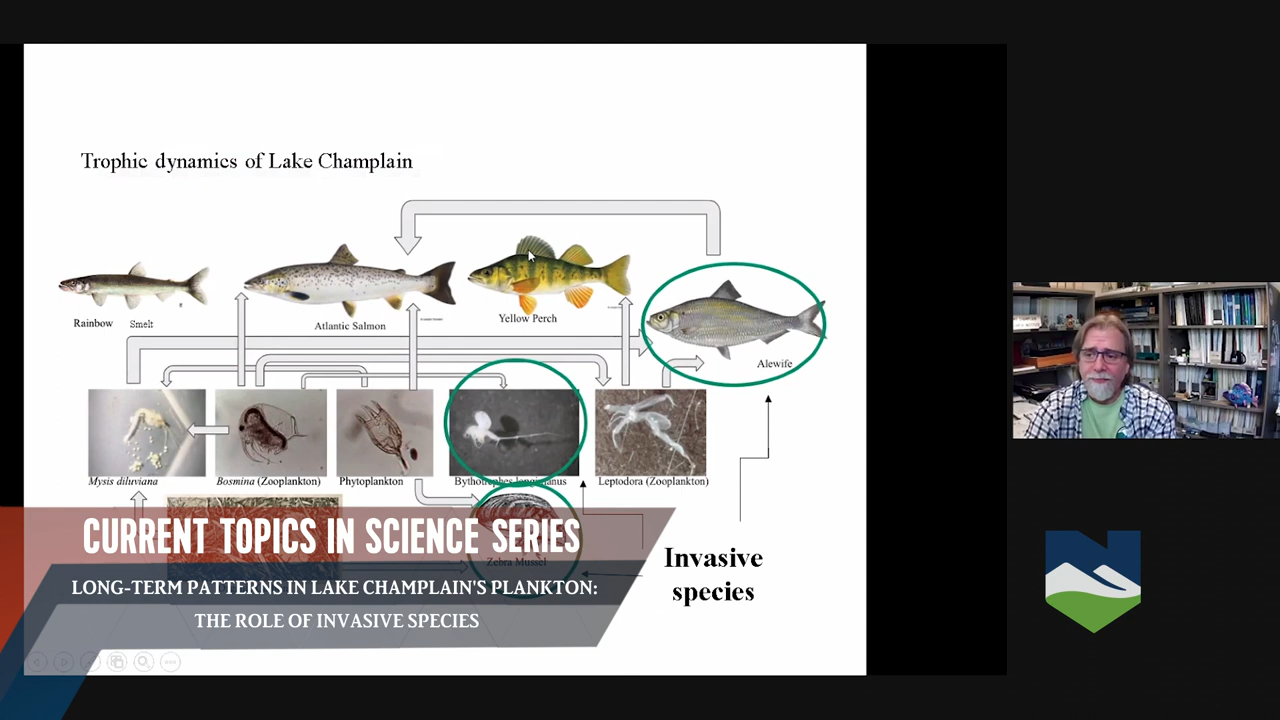 Trophic dynamics of Lake Champlain
Rainbow Smelt
Atlantic Salmon
Yellow Perch
Alewife
Mysis diluviana
Bosmina (Zooplankton)
Phytoplankton
Bythotrephes longimanus
Leptodora (Zooplankton)
Zebra Mussel
Invasive
species
CURRENT TOPICS IN SCIENCE SERIES
LONG-TERM PATTERNS IN LAKE CHAMPLAIN'S PLANKTON:
THE ROLE OF INVASIVE SPECIES